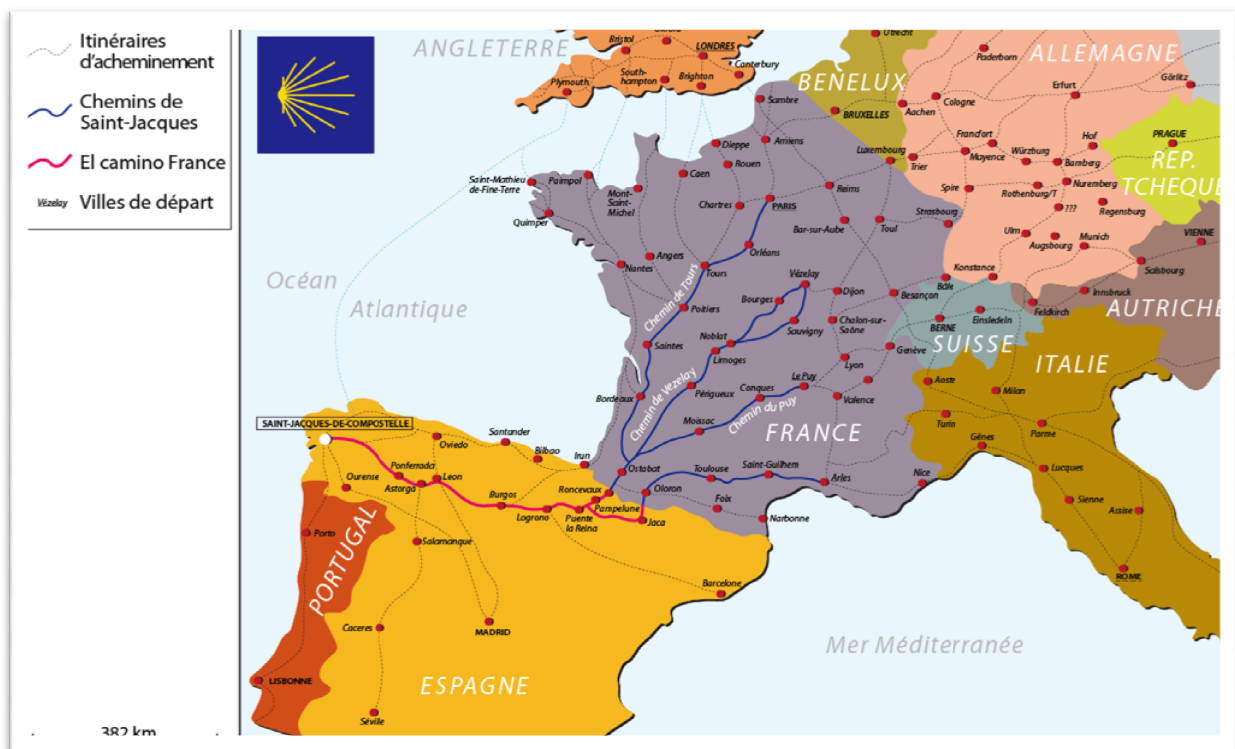 Itinéraires
d'acheminement
Chemins de
Saint-Jacques
El camino France
Vézelay Villes de départ
382 km
ANGLETERRE
Bristol
LONDRES
Canterbury
South-
hampton
Brighton
Plymouth
Utrecht
BENELUX
BRUXELLES
Sambre
Amiens
Dieppe
Rouen
Caen
Luxembourg
Aachen
Cologne
Paderborn
ALLEMAGNE
Erfurt
Görlitz
Trier
Francfort
Mayence
Würzburg
Hof
Bamberg
PRAGUE
REP.
TCHEQUE
Spire
Rothenburg/T
Nuremberg
???
Regensburg
Ulm
Augsbourg
Munich
VIENNE
Salsbourg
Konstance
Innsbruck
Feldkirch
AUTRICHE
Saint-Mathieu
de-Fine-Terre
Paimpol
Mont-
Saint-
Michel
Quimper
Chartres
PARIS
Reims
Bar-sur-Aube
Toul
Strasbourg
Océan
Atlantique
Nantes
Angers
Orléans
Tours
Chemin de Tours
Vézelay
Bourges
Dijon
Besançon
Bâle
BERNE
Einsledeln
SUISSE
Poitiers
Sauvigny
Chalon-sur-
Saône
Noblat
Limoges
Genève
Saintes
ITALIE
Lyon
Aoste
Milan
Bordeaux
Chemin de Vézelay
Périgueux
Conques
Le Puy
Valence
Chemin du Puy
Moissac
FRANCE
Turin
Gênes
Parme
Lucques
Sienne
Assise
ROME
SAINT-JACQUES-DE-COMPOSTELLE
Oviedo
Santander
Bilbao
Irun
Ostabat
Toulouse
Saint-Guilhem
Arles
Nice
Oloron
Foix
Narbonne
Ourense
Ponferrada
Astorga
Leon
Burgos
Logrono
Roncevaux
Pampelune
Puente
la Reina
Jaca
Porto
PORTUGAL
Salamanque
Barcelone
Caceres
MADRID
Mer Méditerranée
LISBONNE
ESPAGNE
Séville